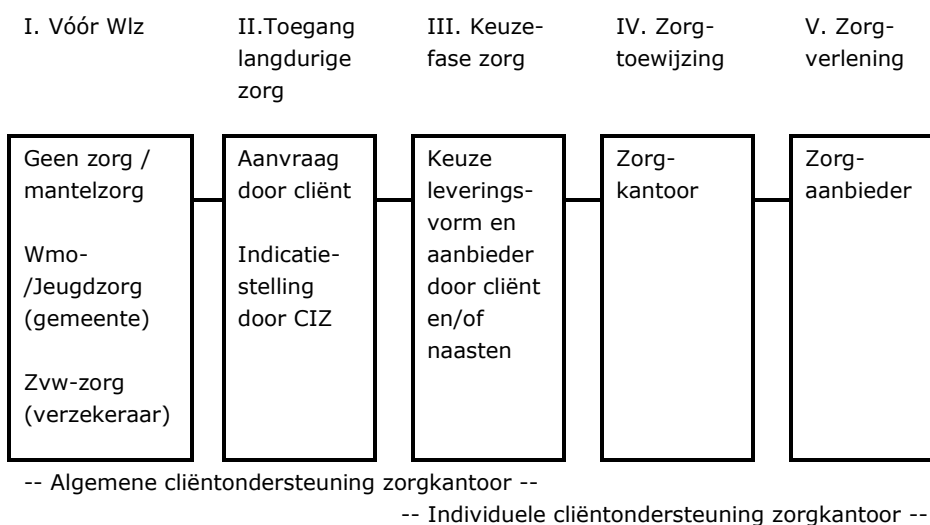 I. Vóór Wlz
II.Toegang
langdurige
zorg
III. Keuze-
fase zorg
IV. Zorg-
toewijzing
V. Zorg-
verlening
Geen zorg /
mantelzorg
Wmo-
/Jeugdzorg
(gemeente)
Zvw-zorg
(verzekeraar)
Aanvraag
door cliënt
Indicatie-
stelling
door CIZ
Keuze
leverings-
vorm en
aanbieder
door cliënt
en/of
naasten
Zorg-
kantoor
Zorg-
aanbieder
-- Algemene cliëntondersteuning zorgkantoor --
-- Individuele cliëntondersteuning zorgkantoor --